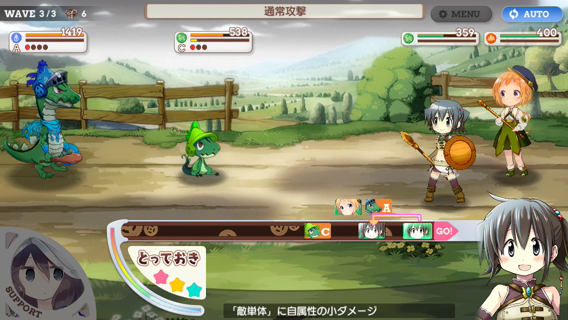 WAVE 3/3 6
通常攻撃
MENU
AUTO
1419
A
538
C
359
400
A
C
GO!
とっておき
SUPPORT
「敵単体」に自属性の小ダメージ